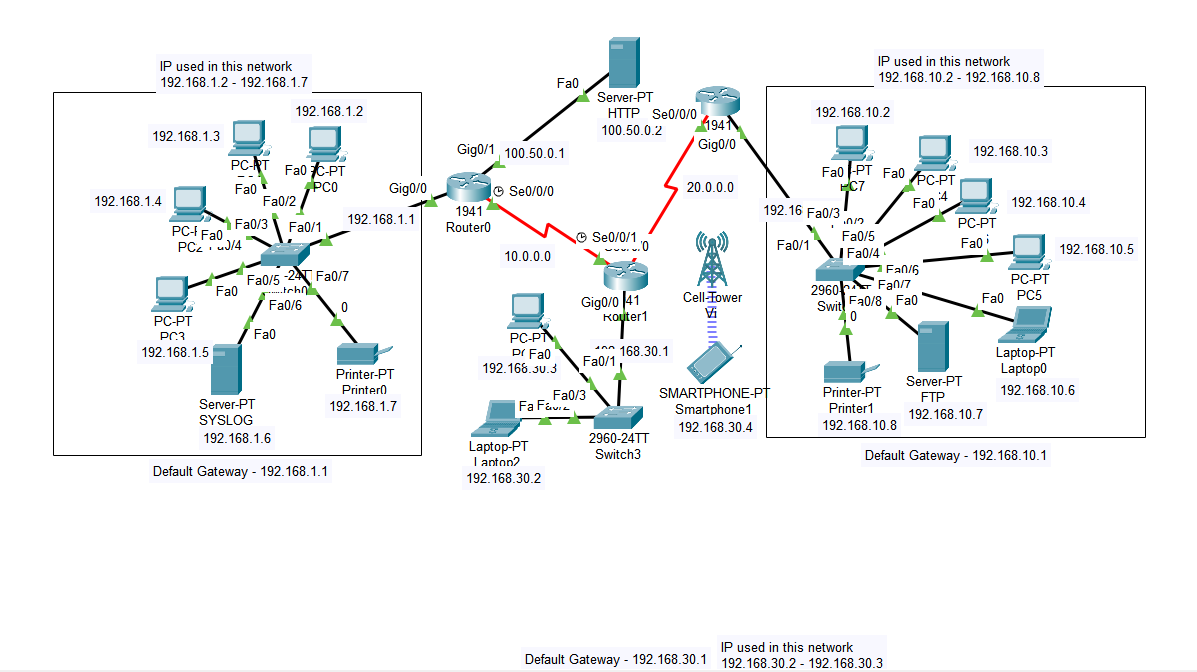 IP used in this network
192.168.1.2 - 192.168.1.7
192.168.1.2
192.168.1.3
PC-PT
Fa0
Fa0
C-PT
PC0
192.168.1.4
Fa0/2
Fa0/1
Fa0/3
PC2
Fa0
0/4
192.168.1.1
Gig0/0
Fa0/5
Fa0/7
Fa0/6
Fa0
PC-PT
PC3
0
Fa0
192.168.1.5
Printer-PT
Printer0
192.168.1.7
Server-PT
SYSLOG
192.168.1.6
Default Gateway - 192.168.1.1
Fa0
Server-PT
HTTP
100.50.0.2
Gig0/1
100.50.0.1
Se0/0/0
1941
Router0
10.0.0.0
Se0/0/0
1941
Gig0/0
20.0.0.0
Se0/0/1
Gig0/0
41
Router1
Cell-Tower
PC-PT
Fa0
192.168.30.3
Fa0/1
168.30.1
Fa0/3
Fa0/2
2960-24TT
Switch3
Laptop-PT
Laptop2
192.168.30.2
SMARTPHONE-PT
Smartphone1
192.168.30.4
IP used in this network
192.168.10.2 - 192.168.10.8
192.168.10.2
Fa0
-PT
C7
192.168.10.3
Fa0
PC-PT
192.168.10.4
Fa0
PC-PT
192.16
Fa0/3
Fa0/1
Fa0/5
Fa0/4
Fa0
192.168.10.5
PC-PT
PC5
Fa0/6
Fa0/7
Fa0/8
Fa0
0
Fa0
Laptop-PT
Laptop0
192.168.10.6
Server-PT
FTP
192.168.10.7
Printer-PT
Printer1
192.168.10.8
Default Gateway - 192.168.10.1
Default Gateway - 192.168.30.1
IP used in this network
192.168.30.2 - 192.168.30.3